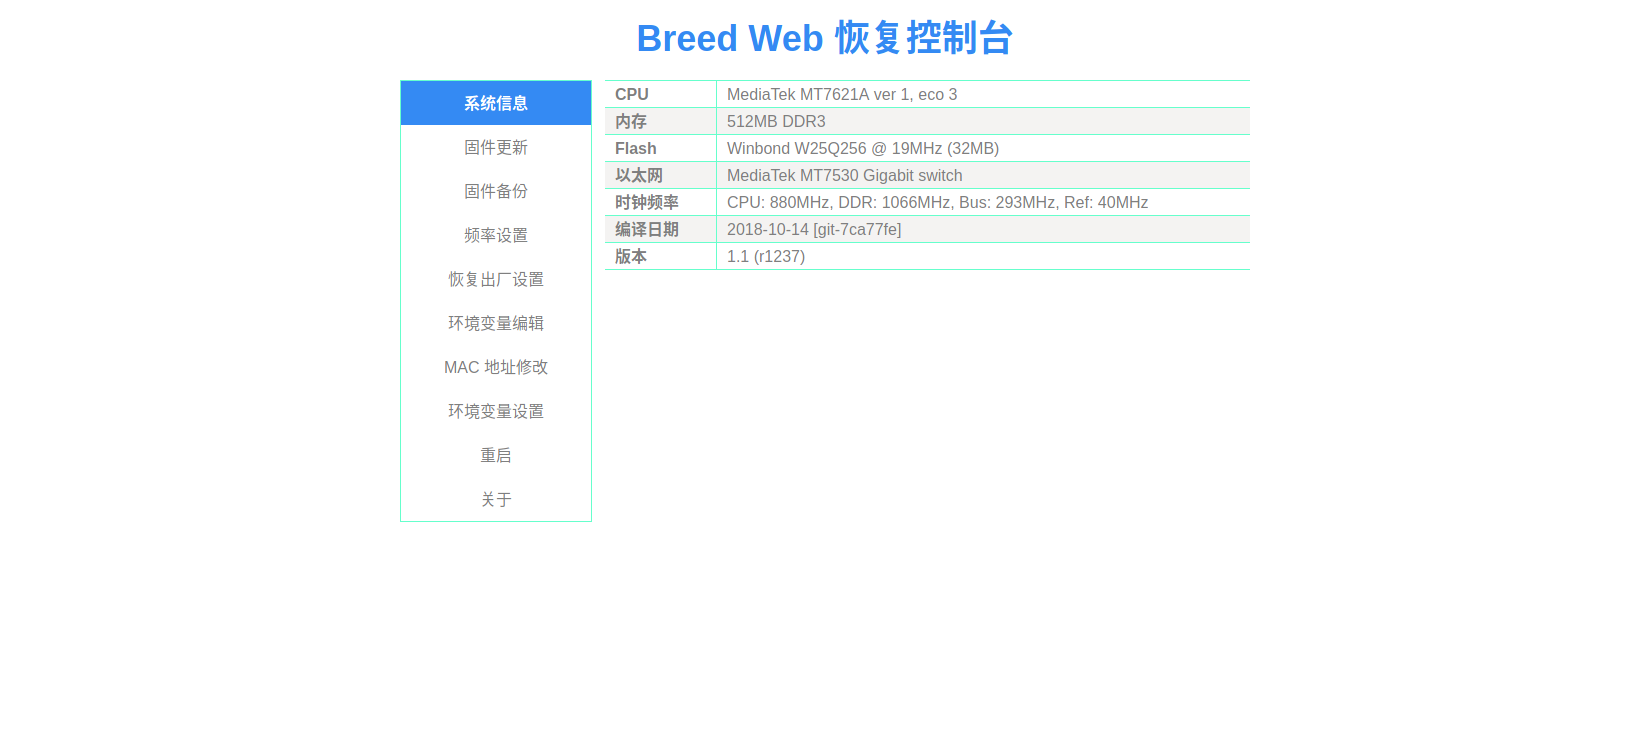 Breed Web 恢复控制台
系统信息
固件更新
固件备份
频率设置
恢复出厂设置
环境变量编辑
MAC 地址修改
环境变量设置
重启
关于
CPU MediaTek MT7621A ver 1, eco 3
内存 512MB DDR3
Flash Winbond W25Q256 @ 19MHz (32MB)
以太网 MediaTek MT7530 Gigabit switch
时钟频率 CPU: 880MHz, DDR: 1066MHz, Bus: 293MHz, Ref: 40MHz
编译日期 2018-10-14 [git-7ca77fe]
版本 1.1 (r1237)